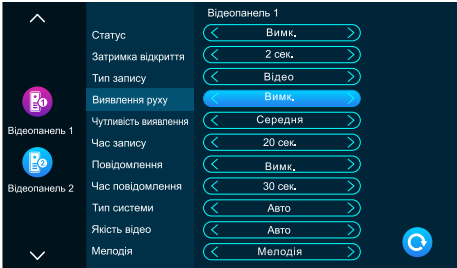 Відеопанель 1
Статус Вимк.
Затримка відкриття 2 сек.
Тип запису Відео
Виявлення руху Вимк.
Чутливість виявлення Середня
Час запису 20 сек.
Повідомлення Вимк.
Час повідомлення 30 сек.
Тип системи Авто
Якість відео Авто
Мелодія Мелодія
Відеопанель 1
Відеопанель 2